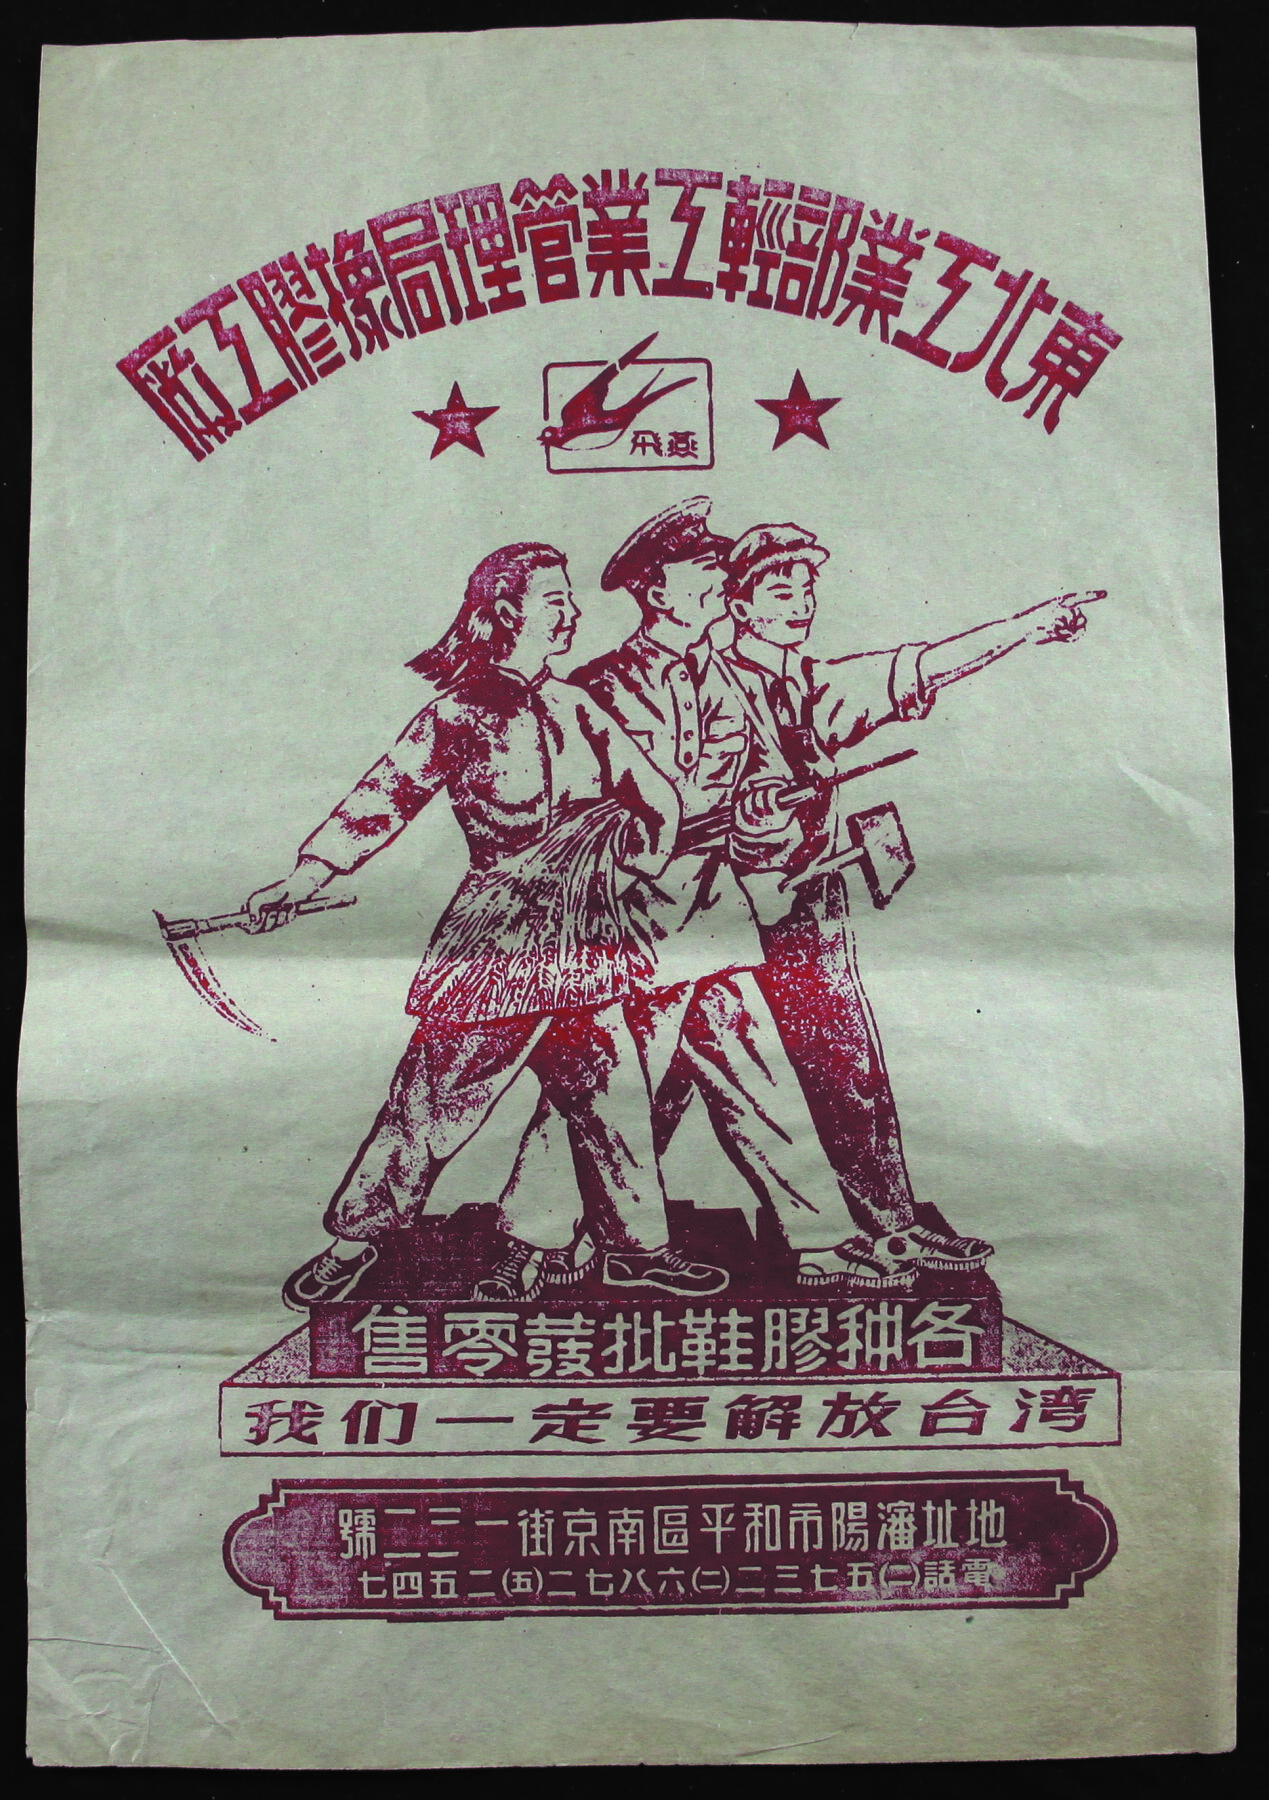 東北工業部輕工業管理局橡膠工廠
飛燕
各种膠鞋批發零售
我们一定要解放台湾
地址瀋陽市和平區南京街一三二號
電話(二)五七三二(二)六八七二(五)二五四七